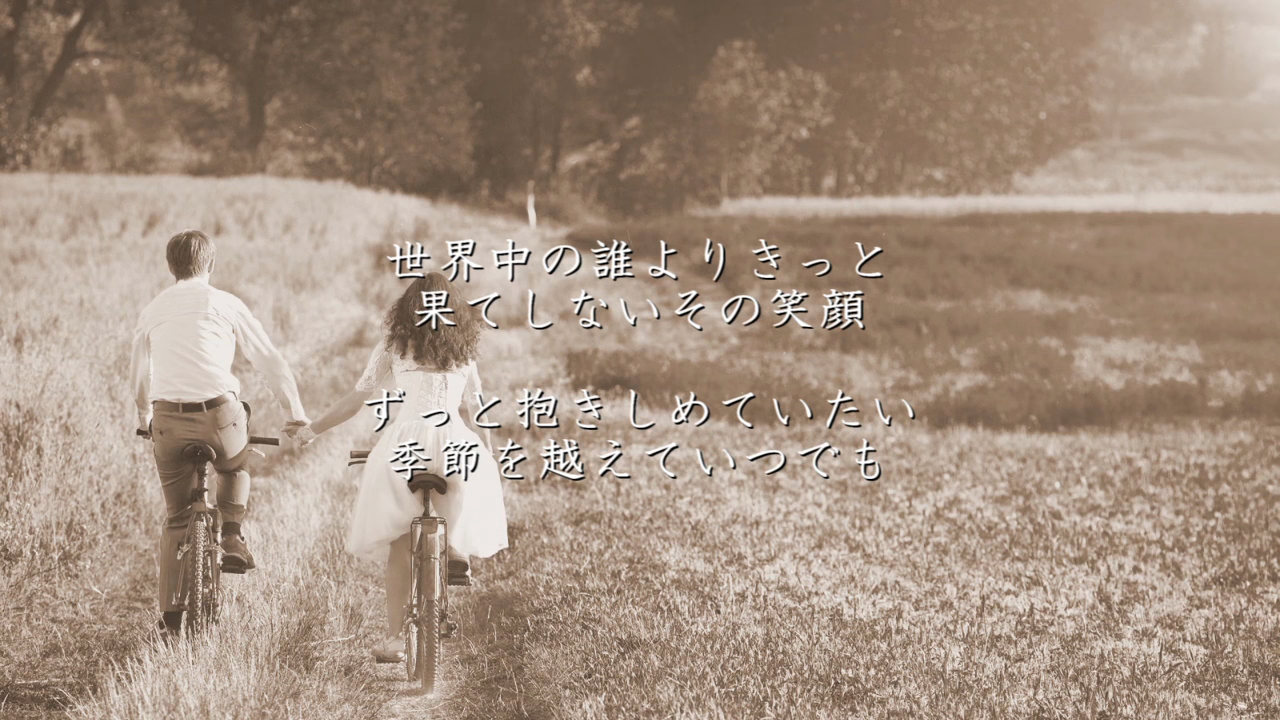 世界中の誰よりきっと
果てしないその笑顔
ずっと抱きしめていたい
季節を越えていつでも